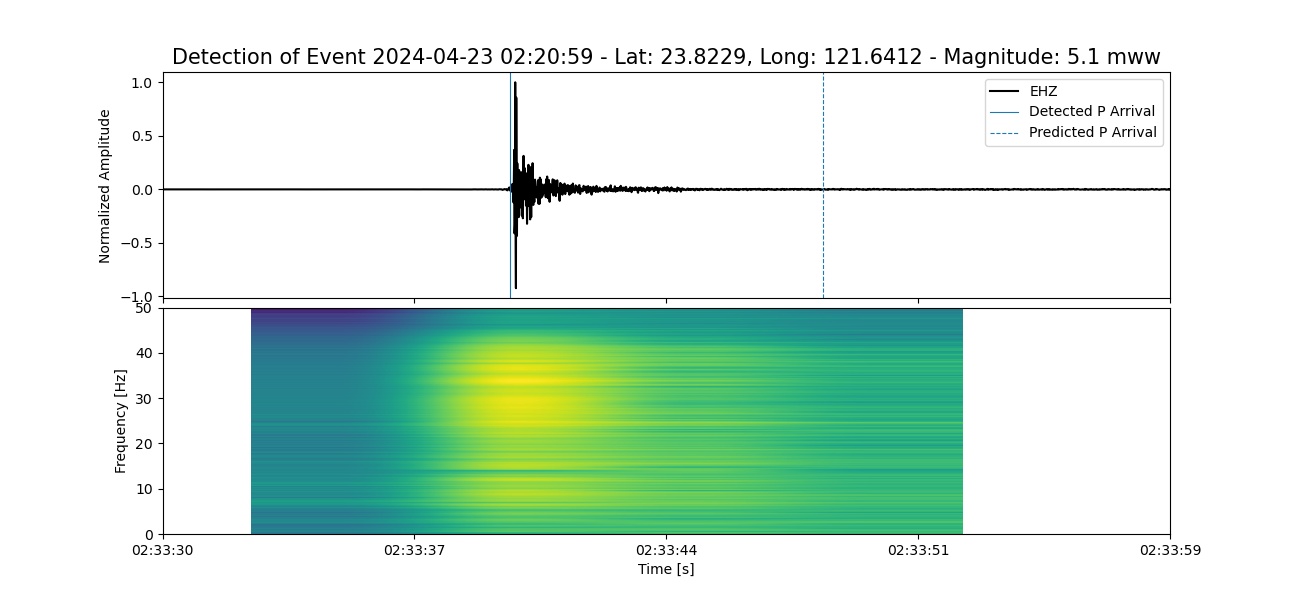 Detection of Event 2024-04-23 02:20:59 - Lat: 23.8229, Long: 121.6412 - Magnitude: 5.1 mww
1.0
0.5
0.0
−0.5
−1.0
Normalized Amplitude
EHZ
Detected P Arrival
Predicted P Arrival
50
40
30
20
10
0
Frequency [Hz]
02:33:30
02:33:37
02:33:44
02:33:51
02:33:59
Time [s]